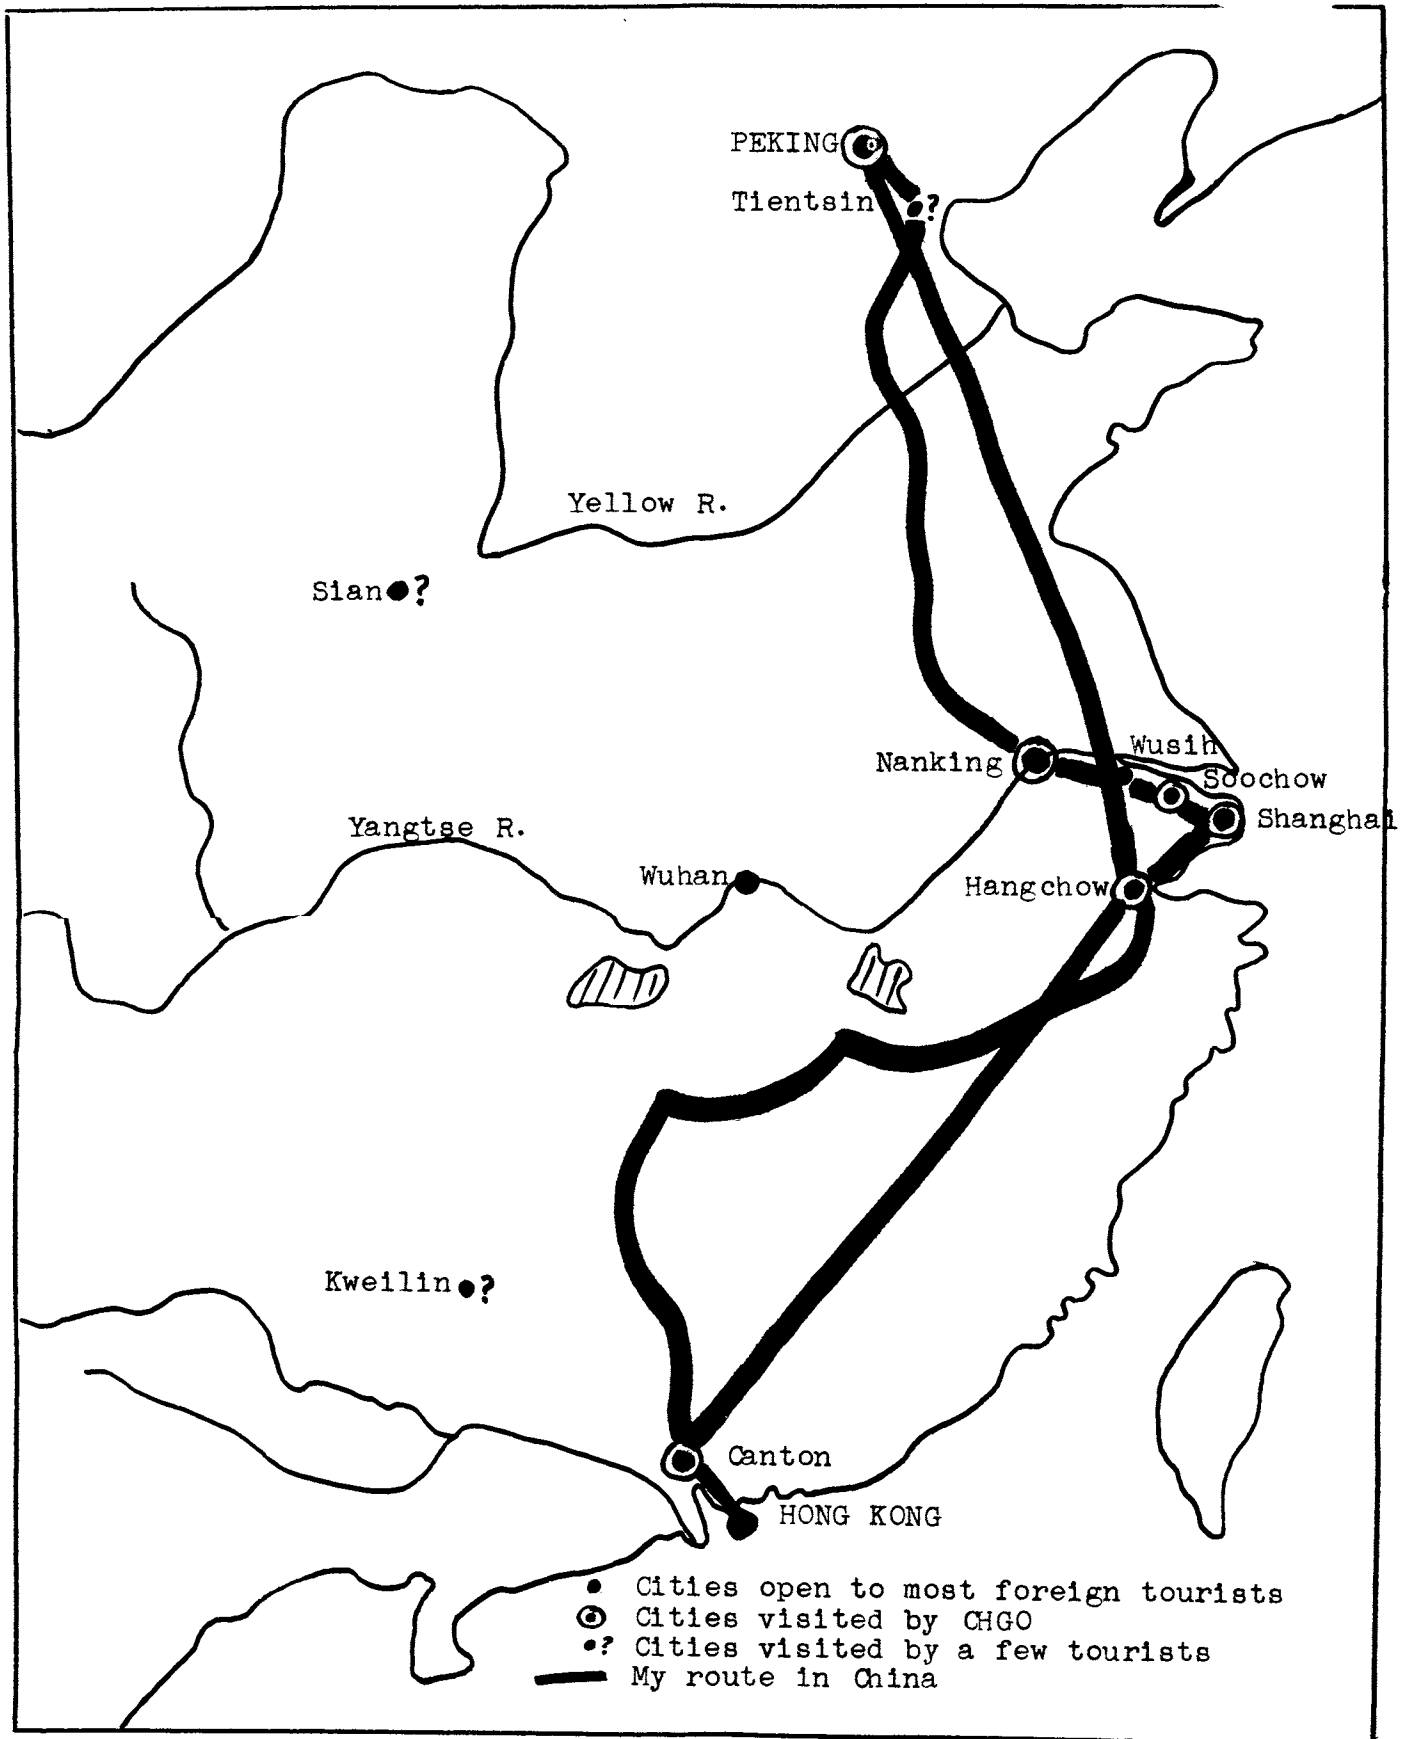 PEKING
Tientsin ?
Yellow R.
Sian ?
Wusih
Nanking
Soochow
Shanghai
Yangtse R.
Wuhan
Hangchow
Kweilin ?
Canton
HONG KONG
Cities open to most foreign tourists
Cities visited by CHGO
? Cities visited by a few tourists
My route in China